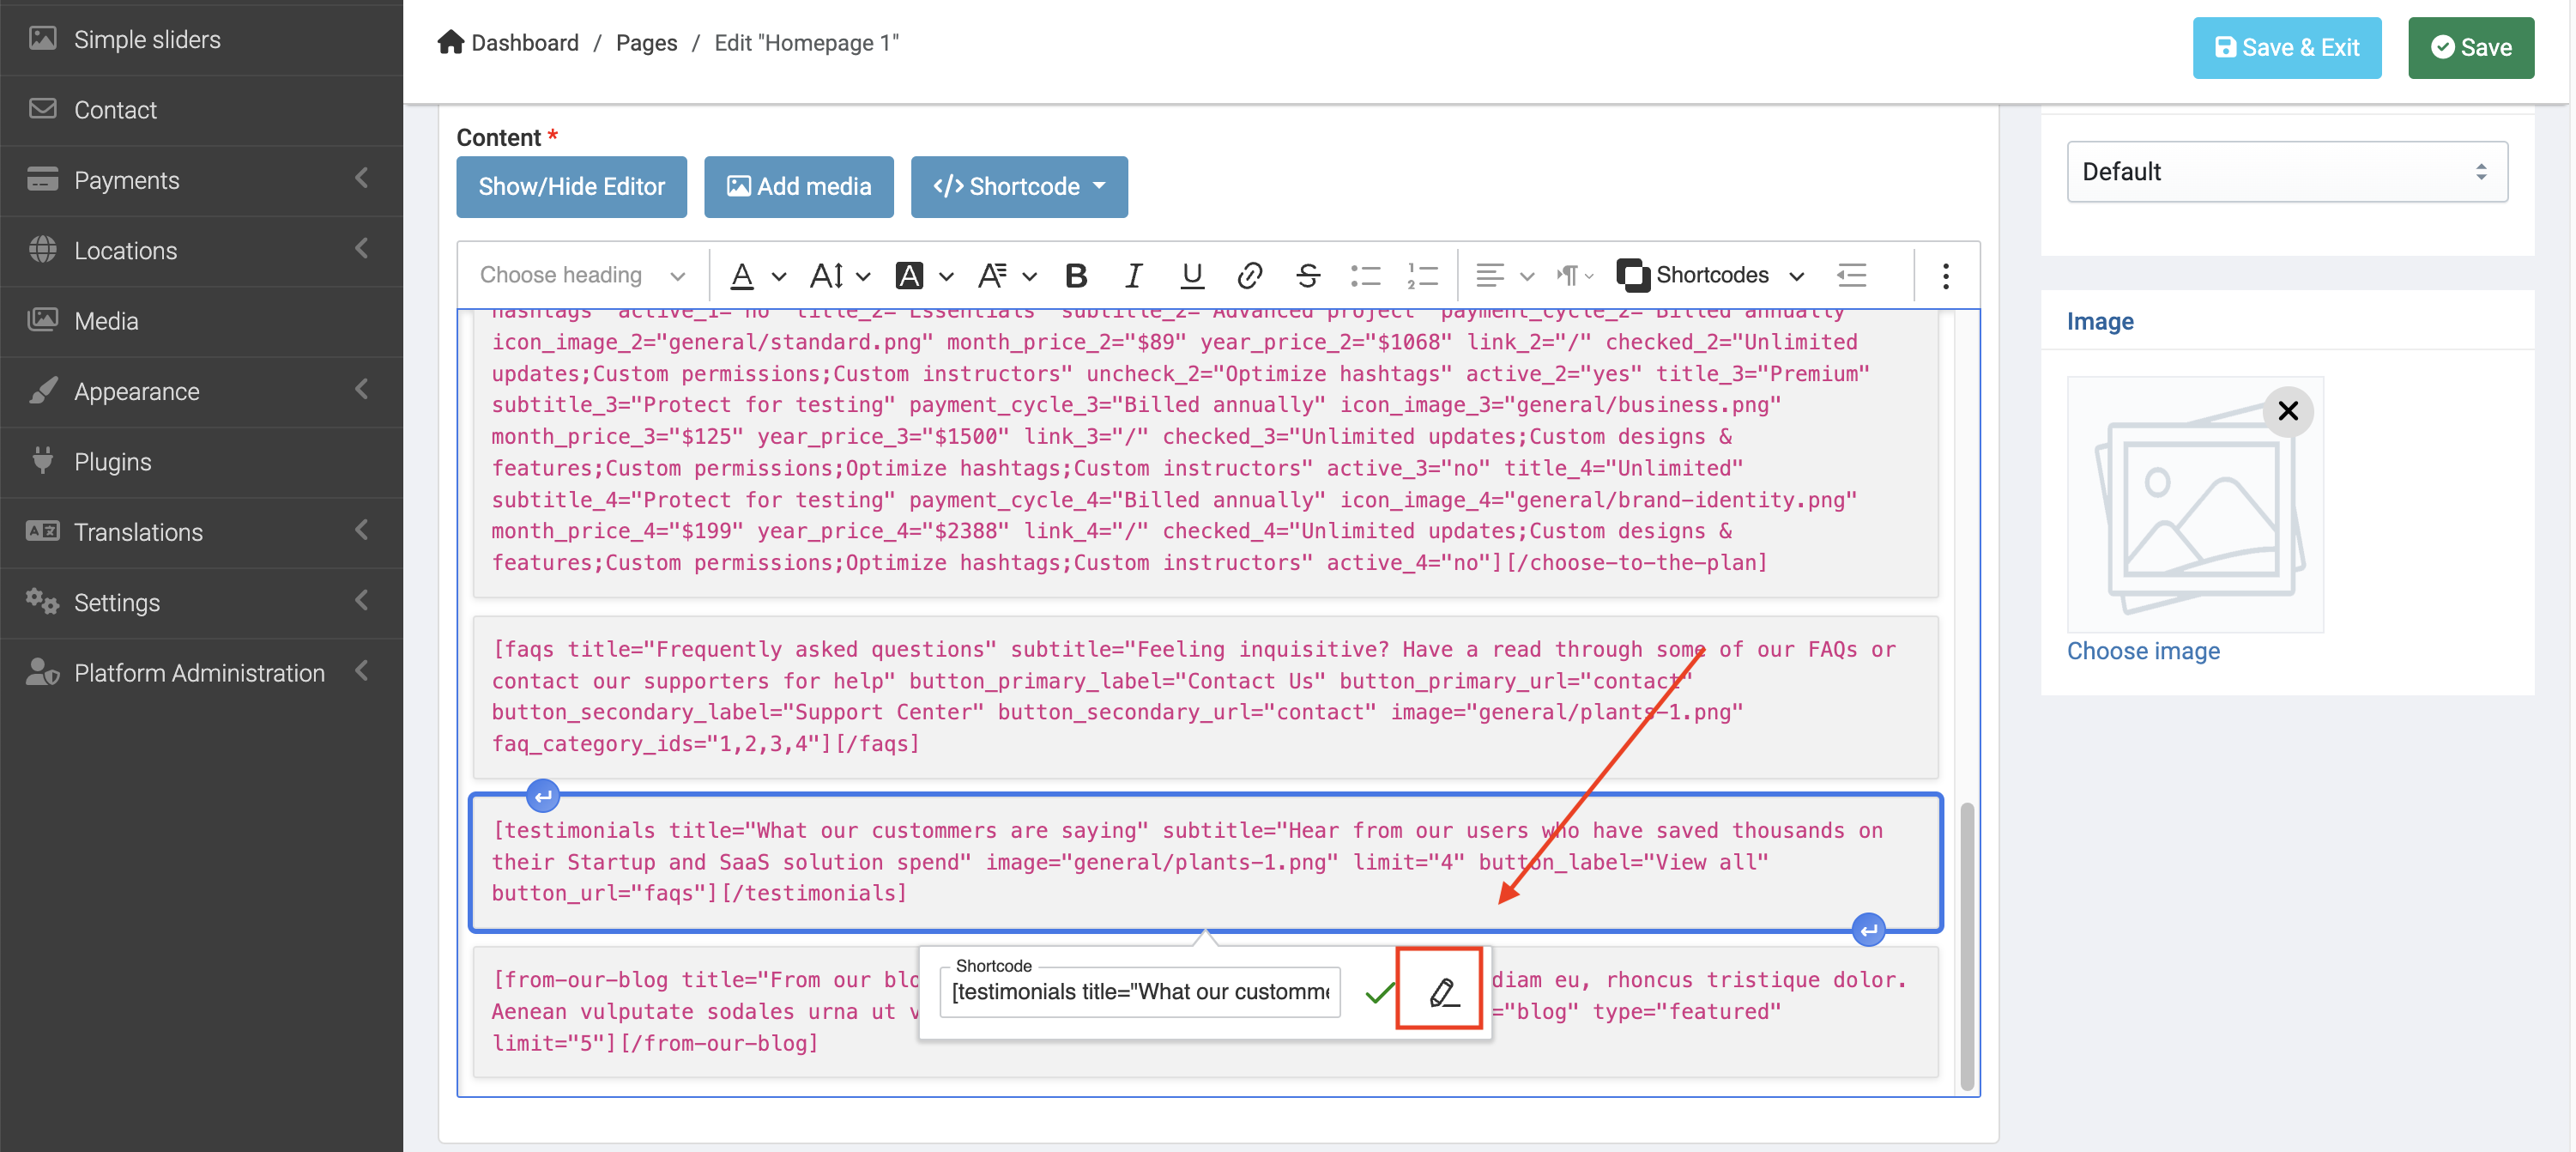 Simple sliders
Contact
Payments
Locations
Media
Appearance
Plugins
Translations
Settings
Platform Administration
Dashboard / Pages / Edit "Homepage 1"
Save & Exit
Save
Content *
Show/Hide Editor
Add media
</> Shortcode
Choose heading
Shortcodes
hashtags" active_1="no" title_2="Essentials" subtitle_2="Advanced project" payment_cycle_2="Billed annually"
icon_image_2="general/standard.png" month_price_2="$89" year_price_2="$1068" link_2="/" checked_2="Unlimited
updates;Custom permissions;Custom instructors" uncheck_2="Optimize hashtags" active_2="yes" title_3="Premium"
subtitle_3="Protect for testing" payment_cycle_3="Billed annually" icon_image_3="general/business.png"
month_price_3="$125" year_price_3="$1500" link_3="/" checked_3="Unlimited updates;Custom designs &
features;Custom permissions;Optimize hashtags;Custom instructors" active_3="no" title_4="Unlimited"
subtitle_4="Protect for testing" payment_cycle_4="Billed annually" icon_image_4="general/brand-identity.png"
month_price_4="$199" year_price_4="$2388" link_4="/" checked_4="Unlimited updates;Custom designs &
features;Custom permissions;Optimize hashtags;Custom instructors" active_4="no"][/choose-to-the-plan]
[faqs title="Frequently asked questions" subtitle="Feeling inquisitive? Have a read through some of our FAQs or
contact our supporters for help" button_primary_label="Contact Us" button_primary_url="contact"
button_secondary_label="Support Center" button_secondary_url="contact" image="general/plants-1.png"
faq_category_ids="1,2,3,4"][/faqs]
[testimonials title="What our custommers are saying" subtitle="Hear from our users who have saved thousands on
their Startup and SaaS solution spend" image="general/plants-1.png" limit="4" button_label="View all"
button_url="faqs"][/testimonials]
[from-our-blog title="From our blo diam eu, rhoncus tristique dolor.
Aenean vulputate sodales urna ut v ="blog" type="featured"
limit="5"][/from-our-blog]
Shortcode
[testimonials title="What our custommе
Default
Image
Choose image